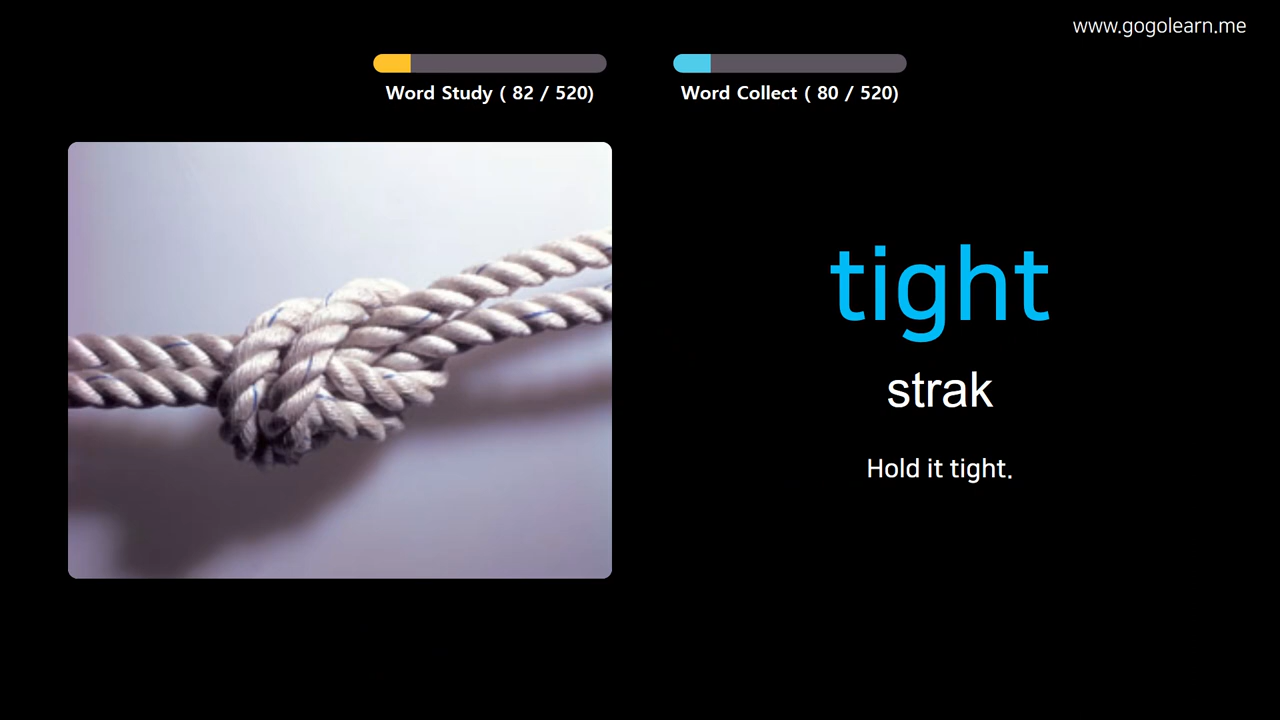 www.gogolearn.me
Word Study ( 82 / 520)
Word Collect ( 80 / 520)
tight
strak
Hold it tight.